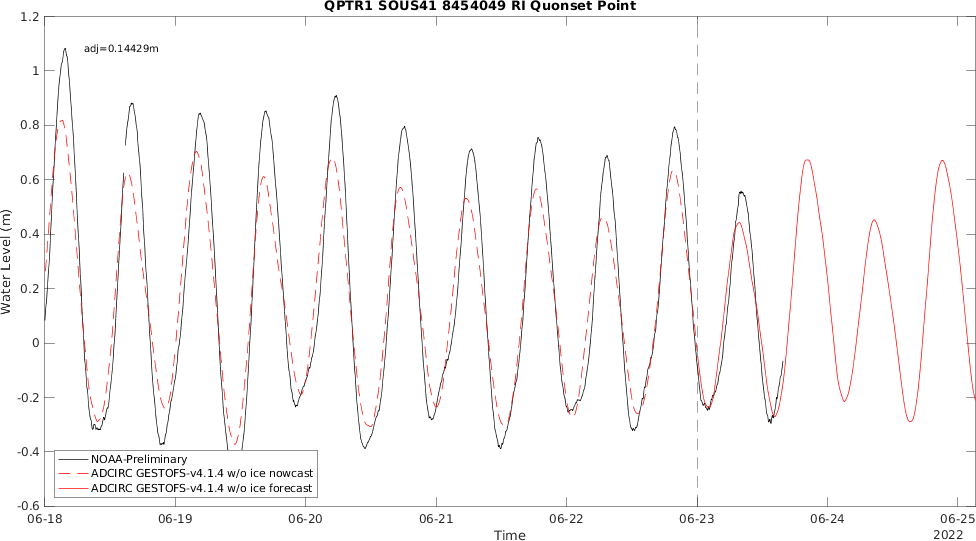 QPTR1 SOUS41 8454049 RI Quonset Point
1.2
1
0.8
0.6
0.4
0.2
0
-0.2
-0.4
-0.6
Water Level (m)
adj=0.14429m
NOAA-Preliminary
ADCIRC GESTOFS-v4.1.4 w/o ice nowcast
ADCIRC GESTOFS-v4.1.4 w/o ice forecast
06-18 06-19 06-20 06-21 06-22 06-23 06-24 06-25
Time
2022